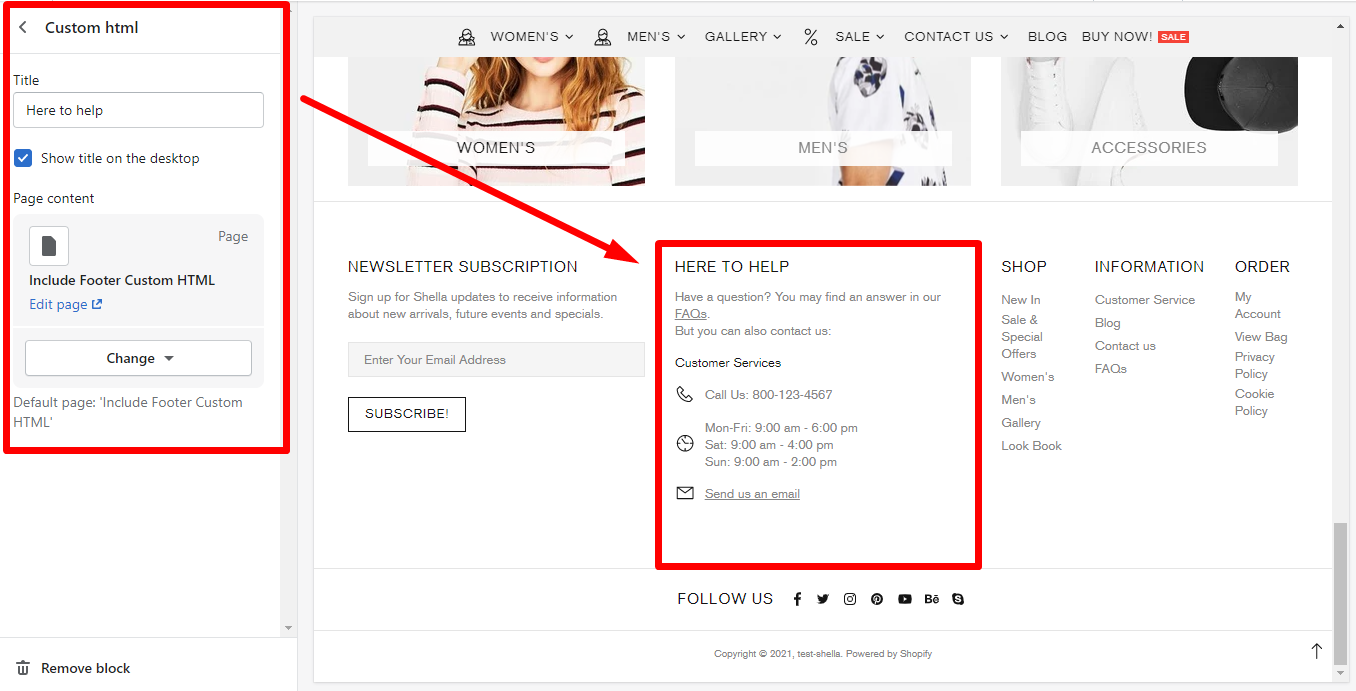 Custom html
Title
Here to help
Show title on the desktop
Page content
Page
Include Footer Custom HTML
Edit page
Change
Default page: 'Include Footer Custom
HTML'
Remove block
WOMEN'S
MEN'S
GALLERY
%
SALE
CONTACT US
BLOG
BUY NOW!
SALE
WOMEN'S
MEN'S
ACCESSORIES
NEWSLETTER SUBSCRIPTION
Sign up for Shella updates to receive information
about new arrivals, future events and specials.
Enter Your Email Address
SUBSCRIBE!
HERE TO HELP
Have a question? You may find an answer in our
FAQs.
But you can also contact us:
Customer Services
Call Us: 800-123-4567
Mon-Fri: 9:00 am - 6:00 pm
Sat: 9:00 am - 4:00 pm
Sun: 9:00 am - 2:00 pm
Send us an email
SHOP
New In
Sale &
Special
Offers
Women's
Men's
Gallery
Look Book
INFORMATION
Customer Service
Blog
Contact us
FAQs
ORDER
My
Account
View Bag
Privacy
Policy
Cookie
Policy
FOLLOW US
Bē
Copyright © 2021, test-shella. Powered by Shopify